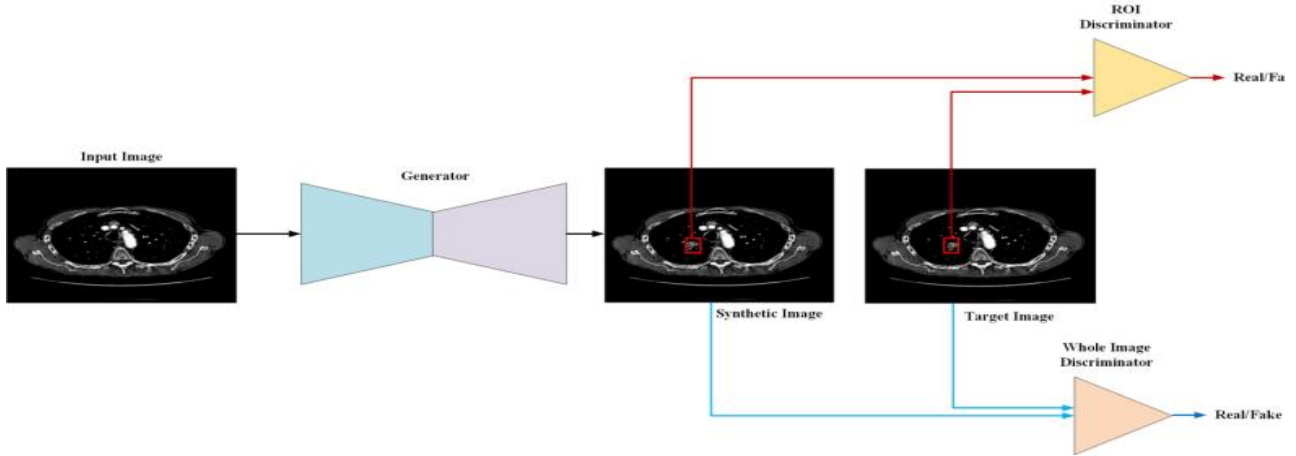 ROI
Discriminator
Real/Fa
Input Image
Generator
Synthetic Image
Target Image
Whole Image
Discriminator
Real/Fake